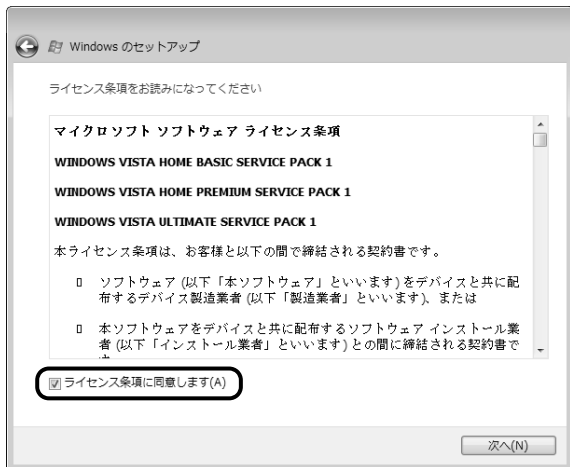 Windows のセットアップ
ライセンス条項をお読みになってください
マイクロソフト ソフトウェア ライセンス条項
WINDOWS VISTA HOME BASIC SERVICE PACK 1
WINDOWS VISTA HOME PREMIUM SERVICE PACK 1
WINDOWS VISTA ULTIMATE SERVICE PACK 1
本ライセンス条項は、お客様と以下の間で締結される契約書です。
ソフトウェア (以下「本ソフトウェア」といいます) をデバイスと共に配
布するデバイス製造業者 (以下「製造業者」といいます)、または
本ソフトウェアをデバイスと共に配布するソフトウェア インストール業
者 (以下「インストール業者」といいます) との間に締結される契約書で
ライセンス条項に同意します(A)
次へ(N)